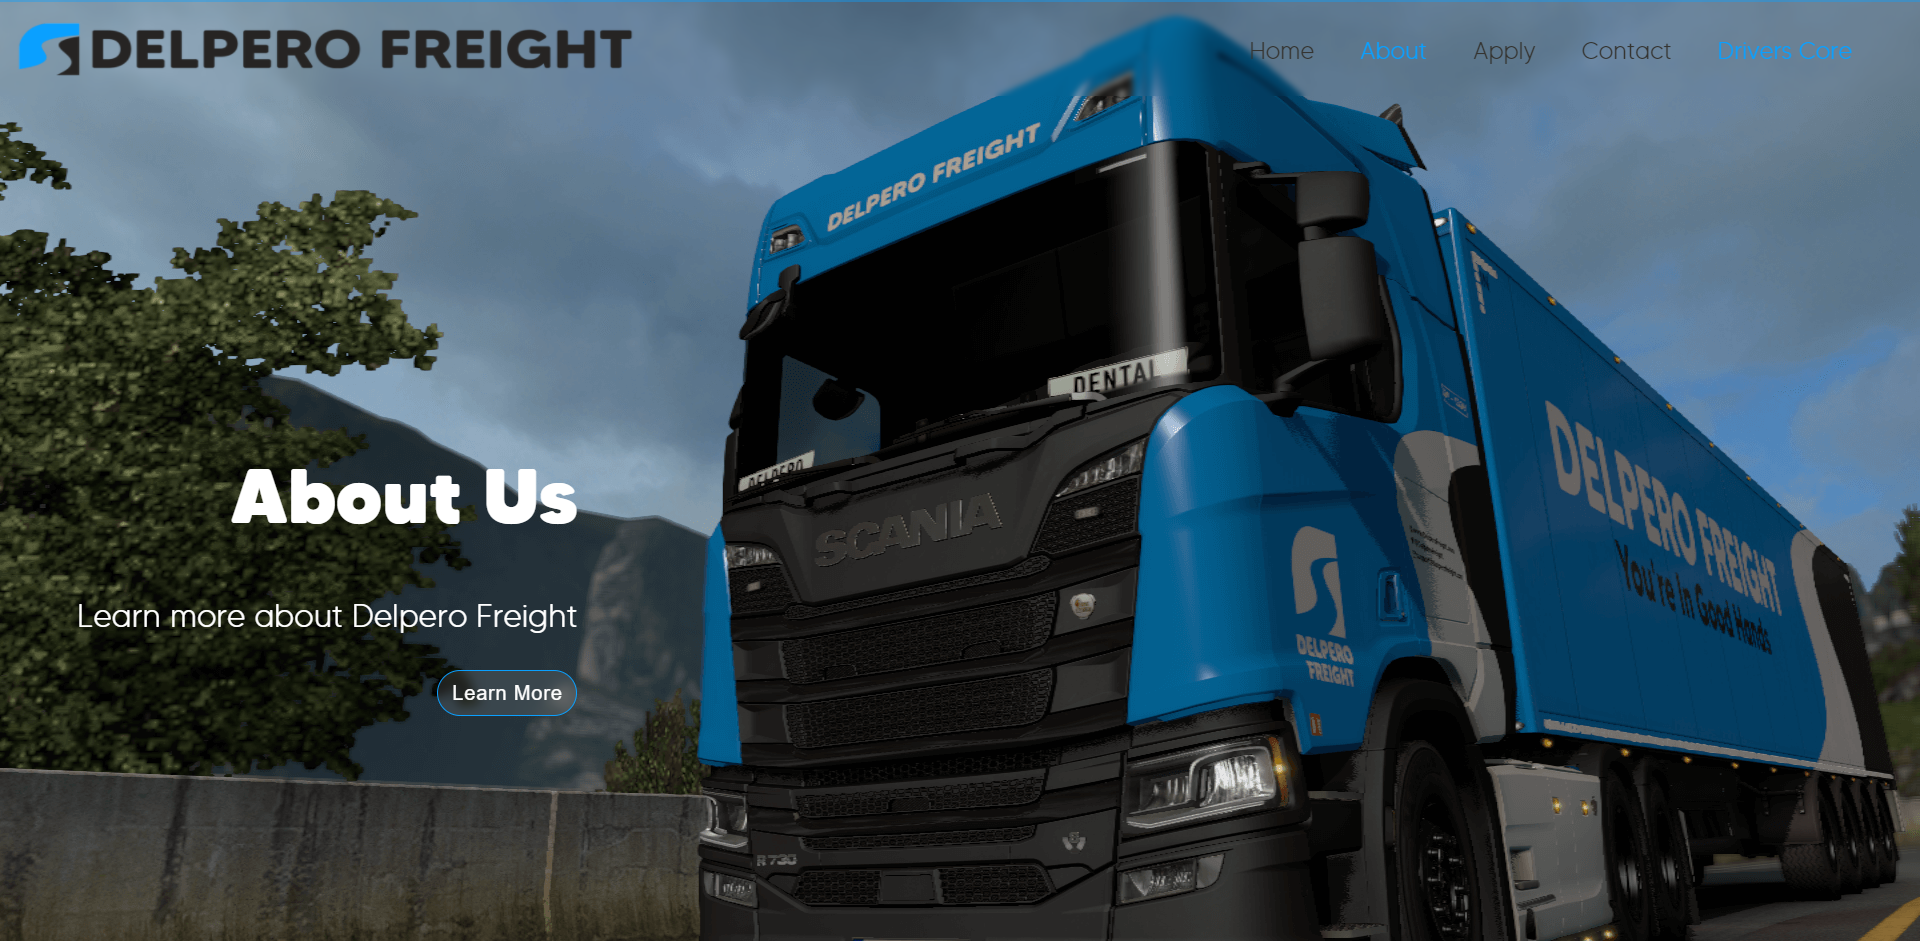 DELPERO FREIGHT
Home
About
Apply
Contact
Drivers Core
DELPERO FREIGHT
DENTAL
DELPERO
SCANIA
About Us
Learn more about Delpero Freight
Learn More
DELPERO FREIGHT
You're In Good Hands
DELPERO
FREIGHT
R 730